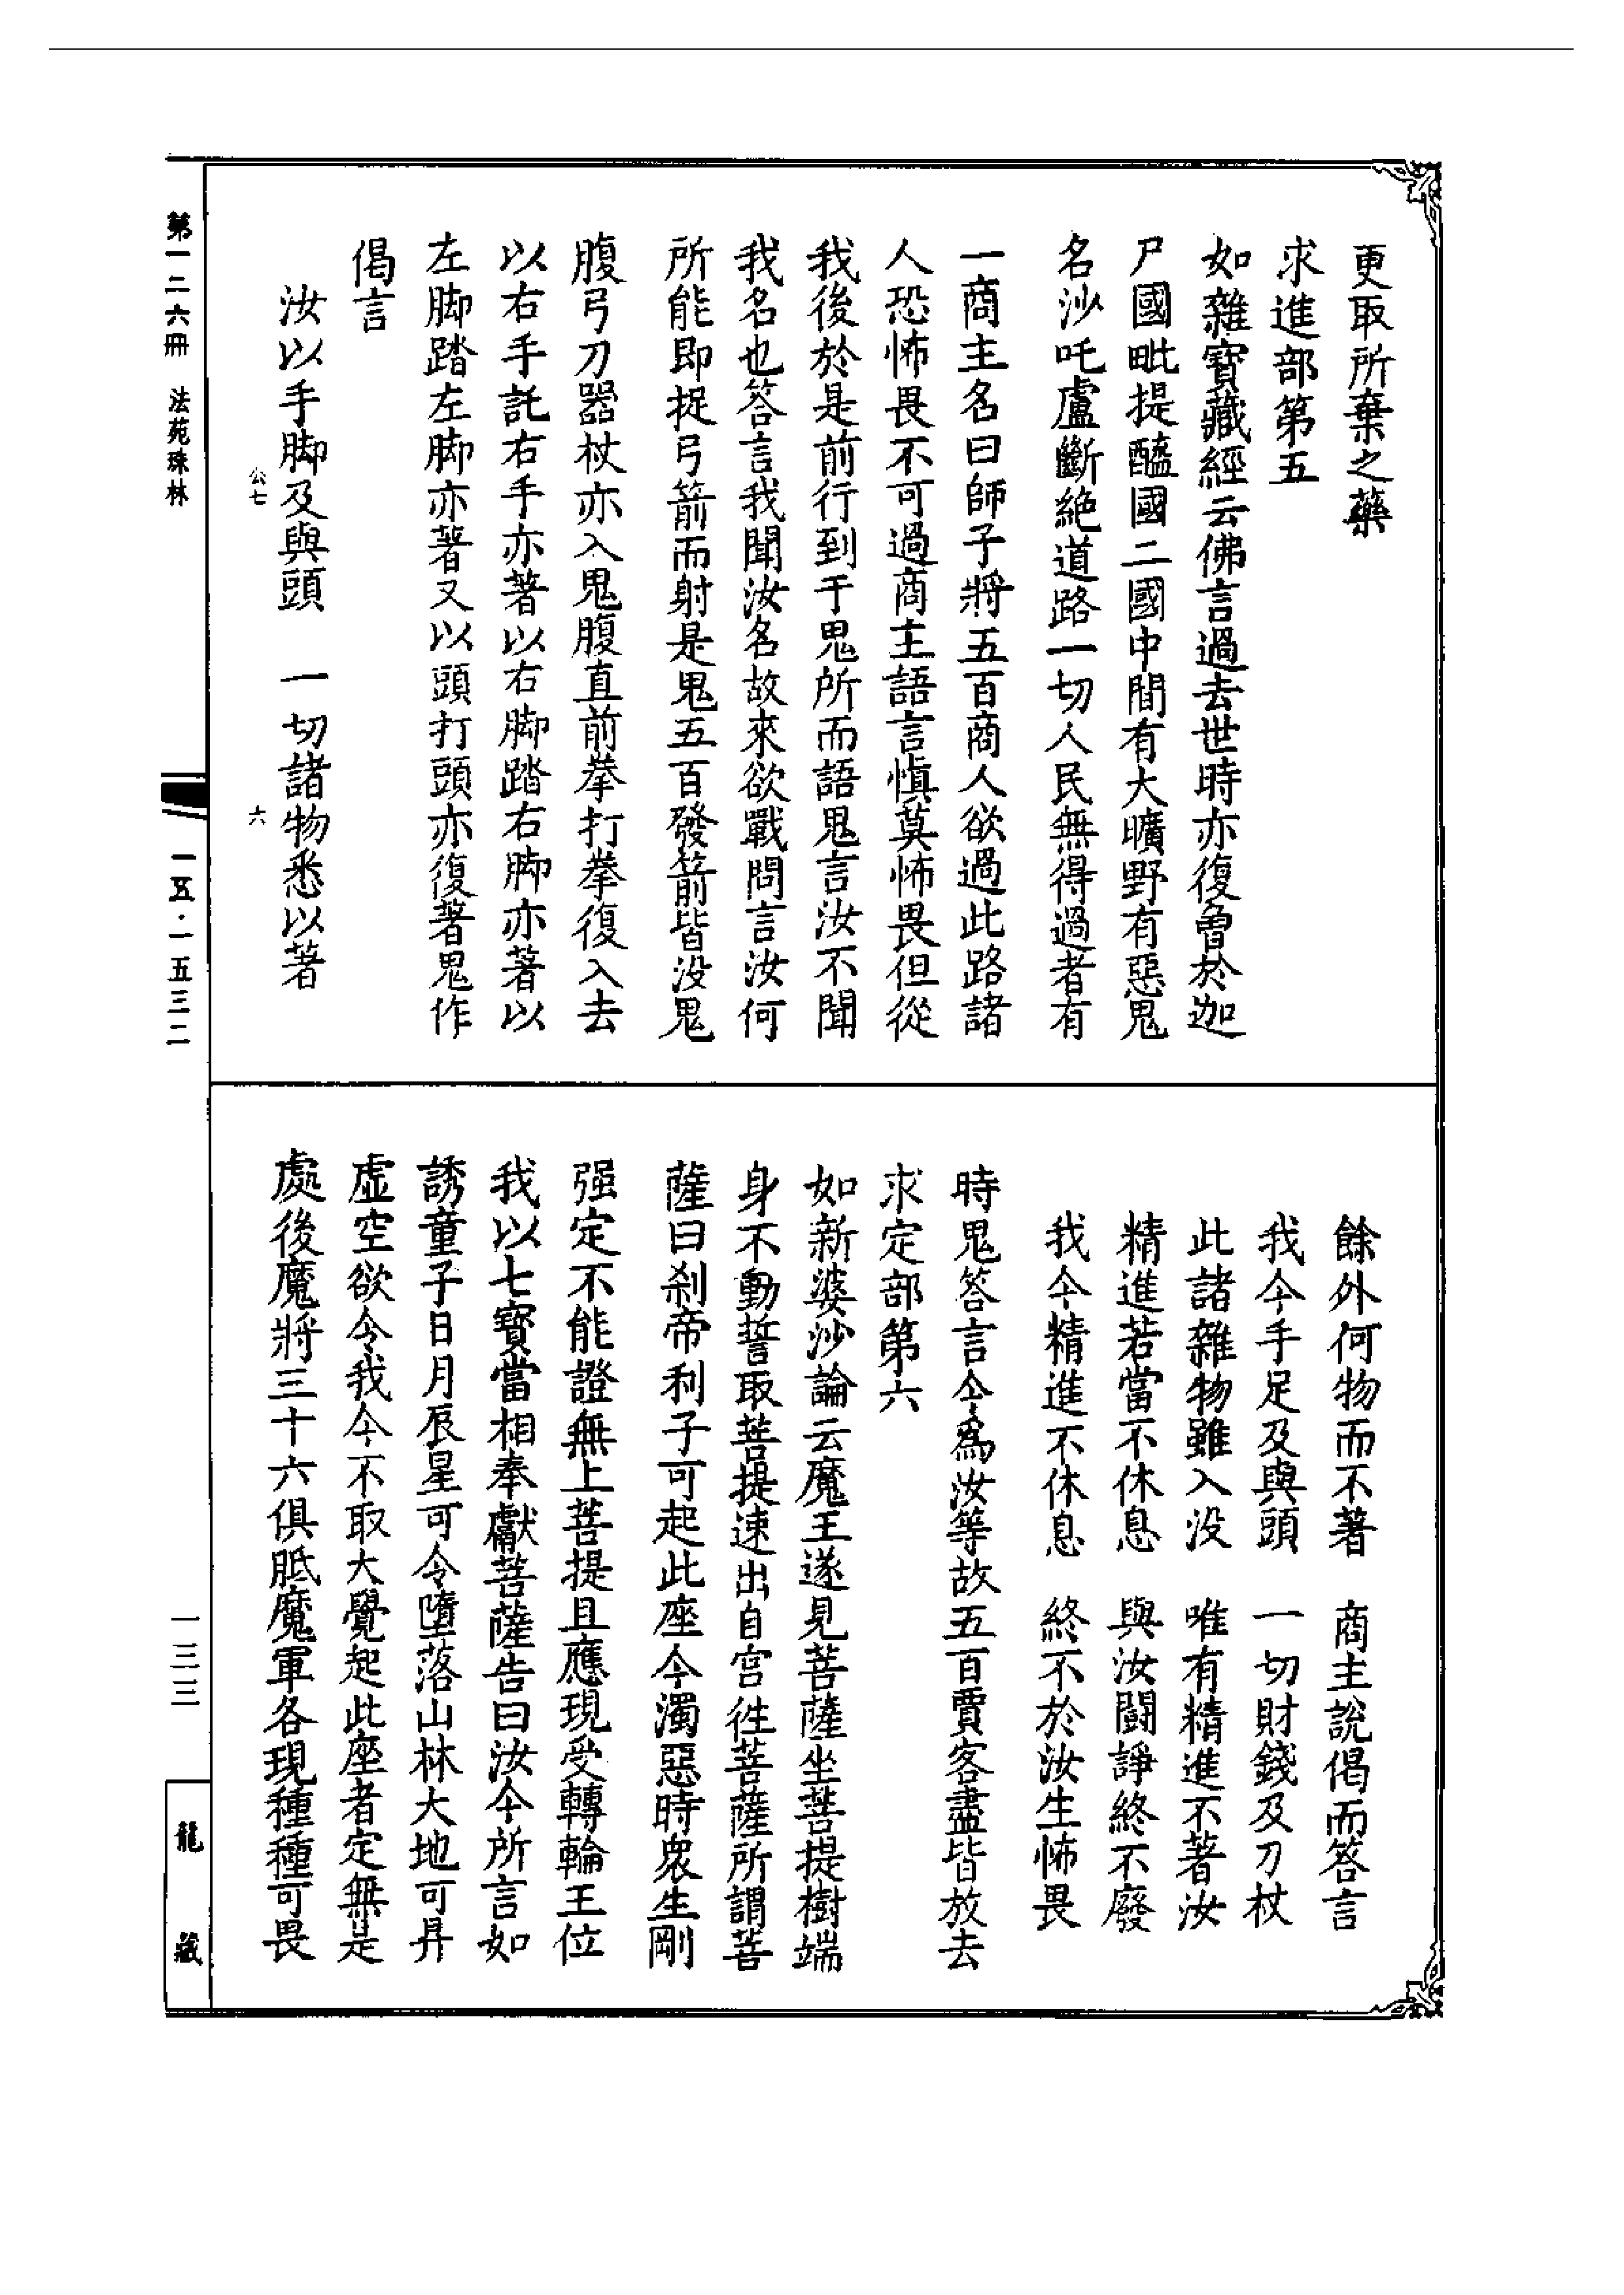 更取所棄之藥
求進部第五
如雜寶藏經云佛言過去世時亦復曾於迦
尸國毗提醯國二國中間有大曠野有惡鬼
名沙吒盧斷絕道路一切人民無得過者有
一商主名曰師子將五百商人欲過此路諸
人恐怖畏不可過商主語言慎莫怖畏但從
我後於是前行到于鬼所而語鬼言汝不聞
我名也答言我聞汝名故來欲戰問言汝何
所能即捉弓箭而射是鬼五百發箭皆沒鬼
腹弓刀器杖亦入鬼腹直前拳打拳復入去
以右手託右手亦著以右脚踏右脚亦著以
左脚踏左脚亦著又以頭打頭亦復著鬼作
偈言
汝以手脚及與頭　一切諸物悉以著
公七　六
餘外何物而不著　商主說偈而答言
我今手足及與頭　一切財錢及刀杖
此諸雜物雖入沒　唯有精進不著汝
精進若當不休息　與汝鬪諍終不廢
我今精進不休息　終不於汝生怖畏
時鬼答言今為汝等故五百賈客盡皆放去
求定部第六
如新婆沙論云魔王遂見菩薩坐菩提樹端
身不動誓取菩提速出自宮往菩薩所謂菩
薩曰刹帝利子可起此座今濁惡時衆生剛
强定不能證無上菩提且應現受轉輪王位
我以七寶當相奉獻菩薩告曰汝今所言如
誘童子日月辰星可令墮落山林大地可昇
虛空欲令我今不取大覺起此座者定無是
處後魔將三十六俱胝魔軍各現種種可畏
第一二六冊　法苑珠林
一五·一五三二
一三三
龍藏